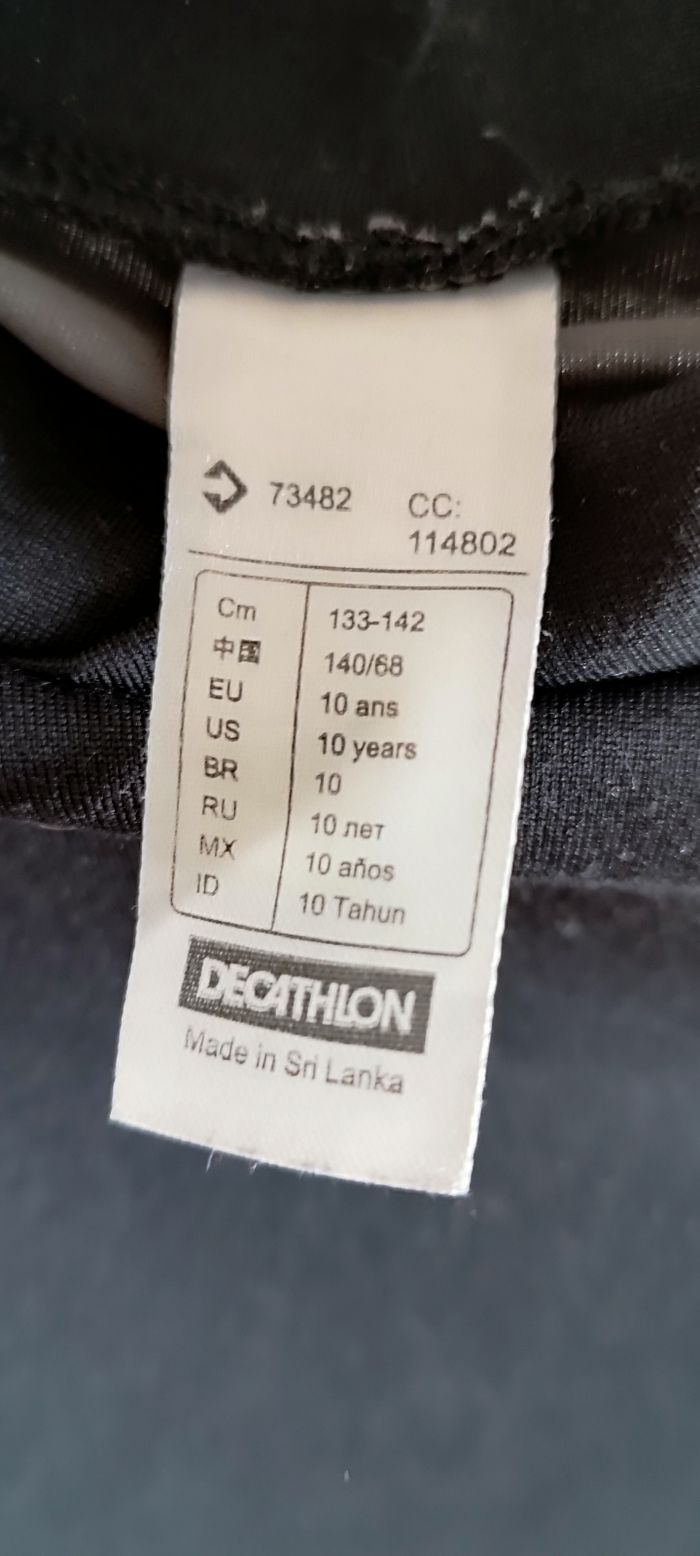 73482 CC:
114802
Cm 133-142
中国 140/68
EU 10 ans
US 10 years
BR 10
RU 10 лет
MX 10 años
ID 10 Tahun
DECATHLON
Made in Sri Lanka